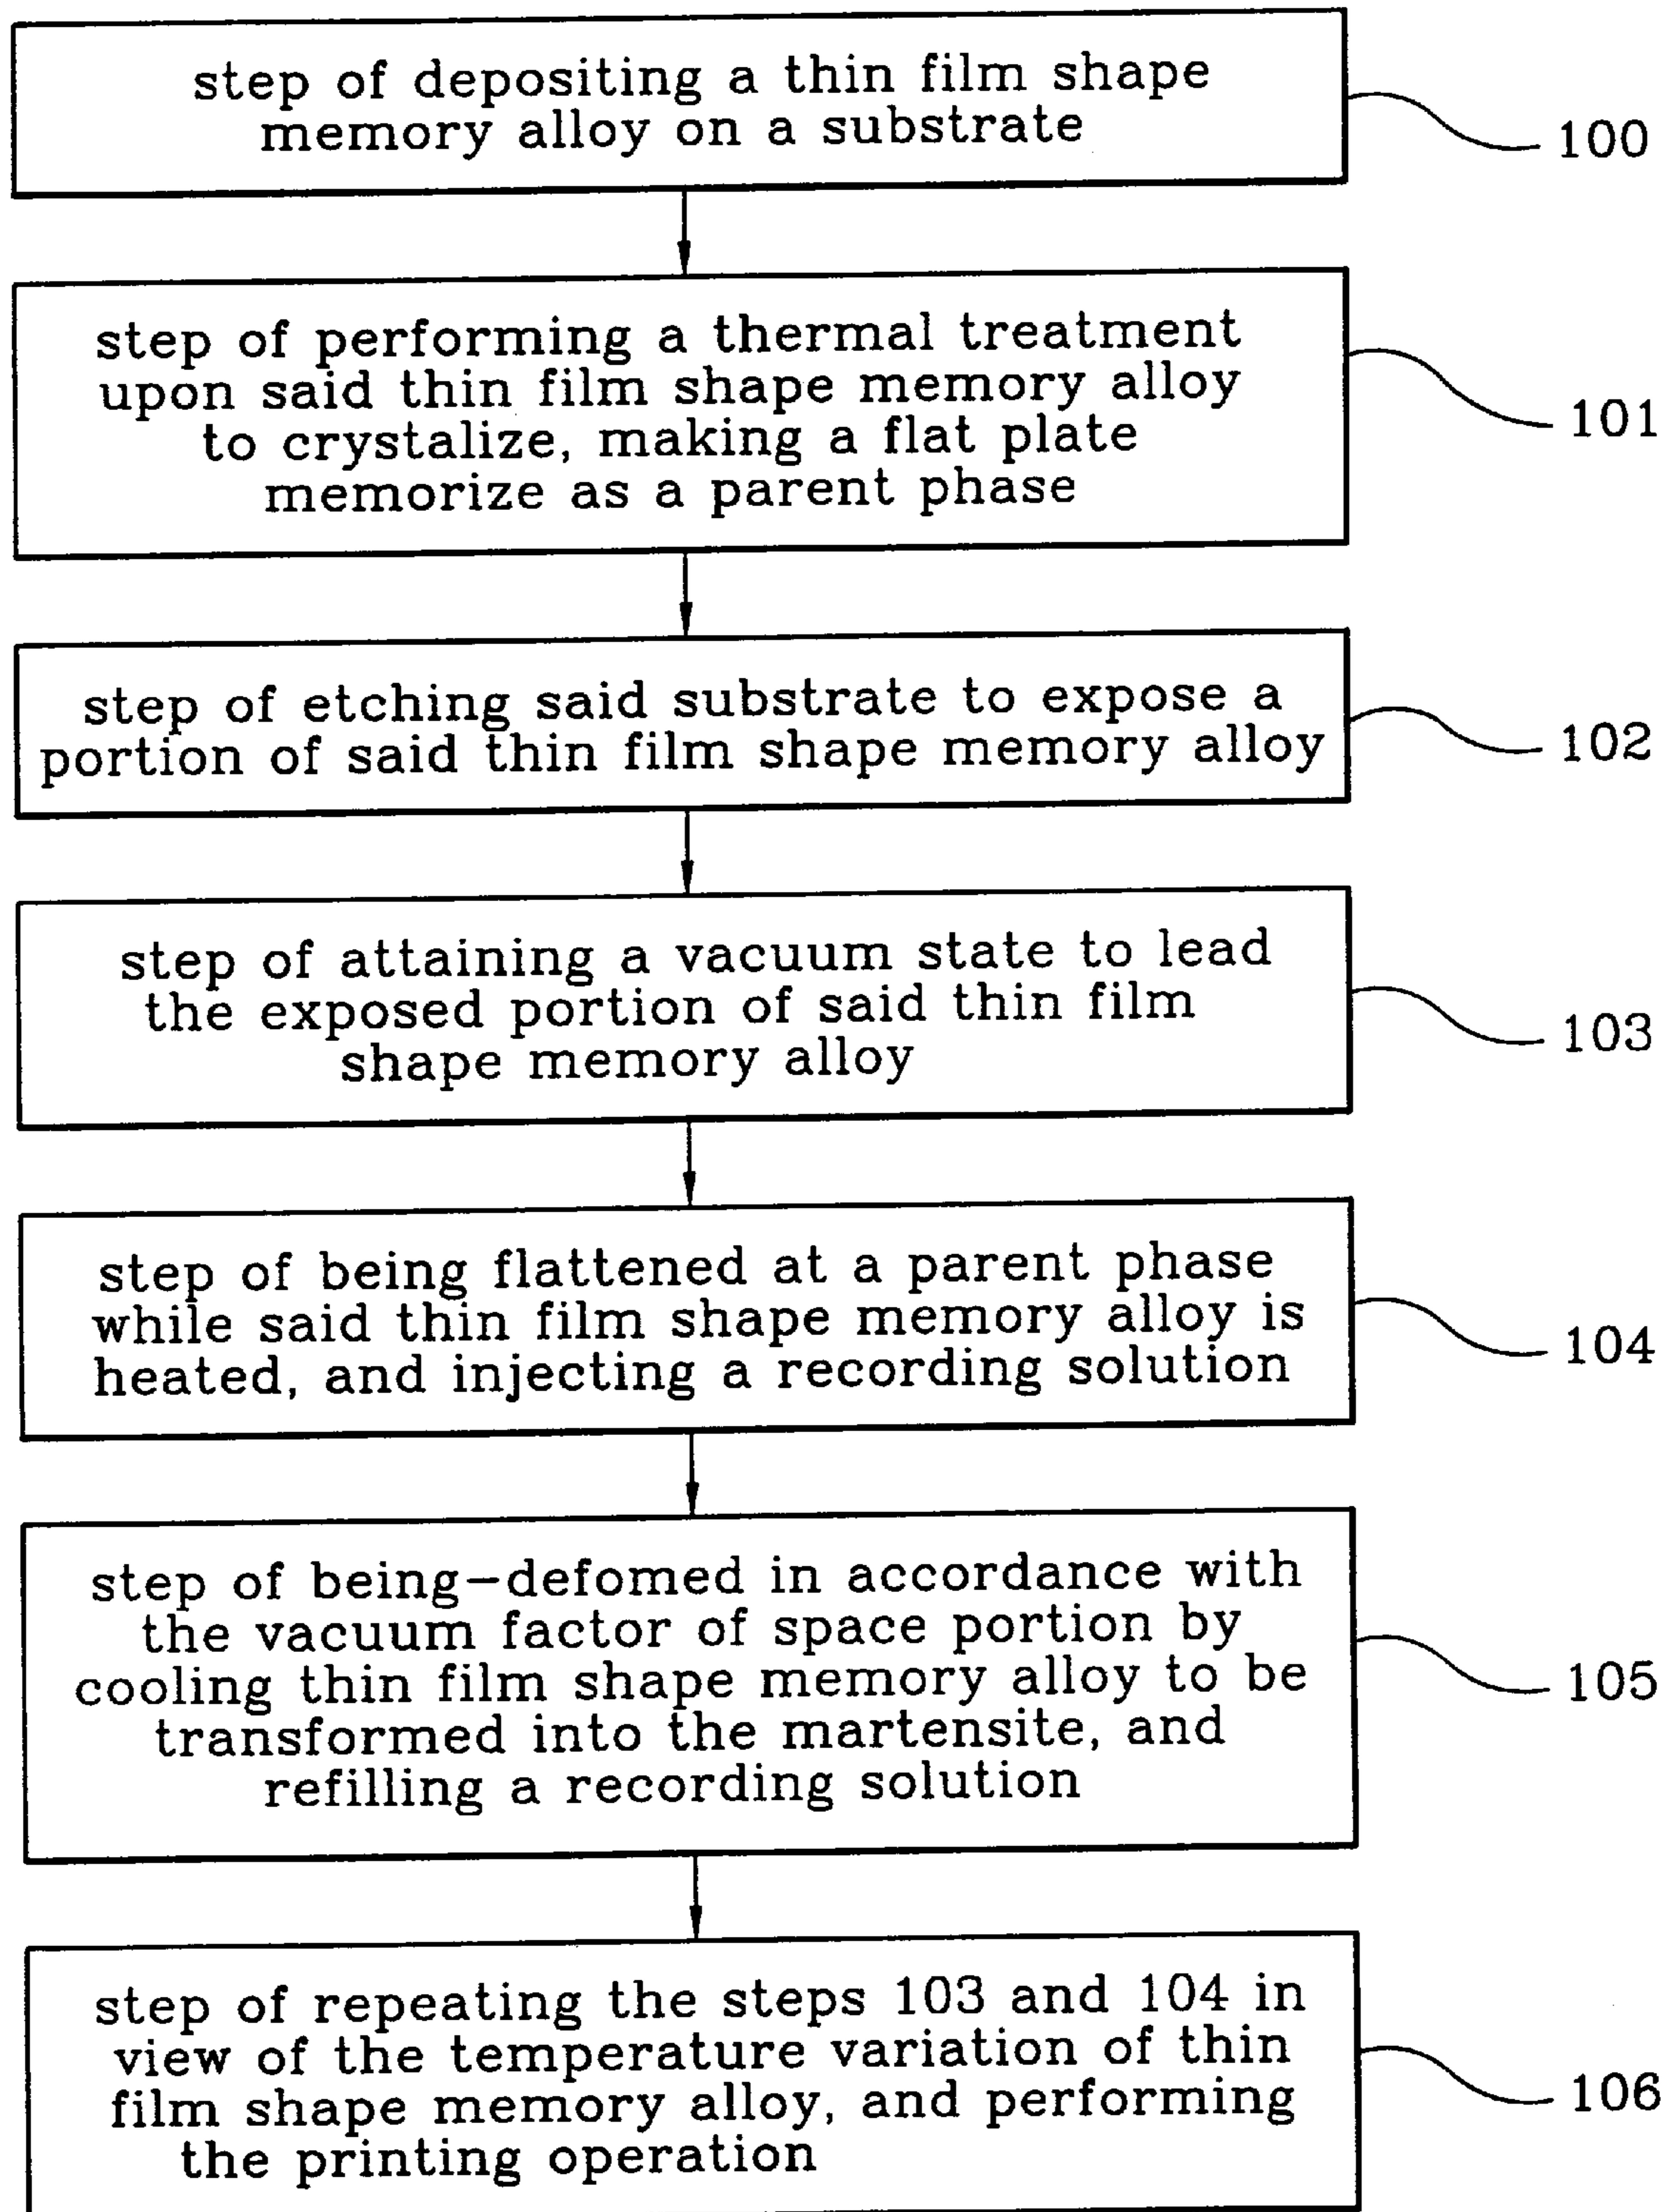 step of depositing a thin film shape
memory alloy on a substrate
100
step of performing a thermal treatment
upon said thin film shape memory alloy
to crystalize, making a flat plate
memorize as a parent phase
101
step of etching said substrate to expose a
portion of said thin film shape memory alloy
102
step of attaining a vacuum state to lead
the exposed portion of said thin film
shape memory alloy
103
step of being flattened at a parent phase
while said thin film shape memory alloy is
heated, and injecting a recording solution
104
step of being-defomed in accordance with
the vacuum factor of space portion by
cooling thin film shape memory alloy to be
transformed into the martensite, and
refilling a recording solution
105
step of repeating the steps 103 and 104 in
view of the temperature variation of thin
film shape memory alloy, and performing
the printing operation
106